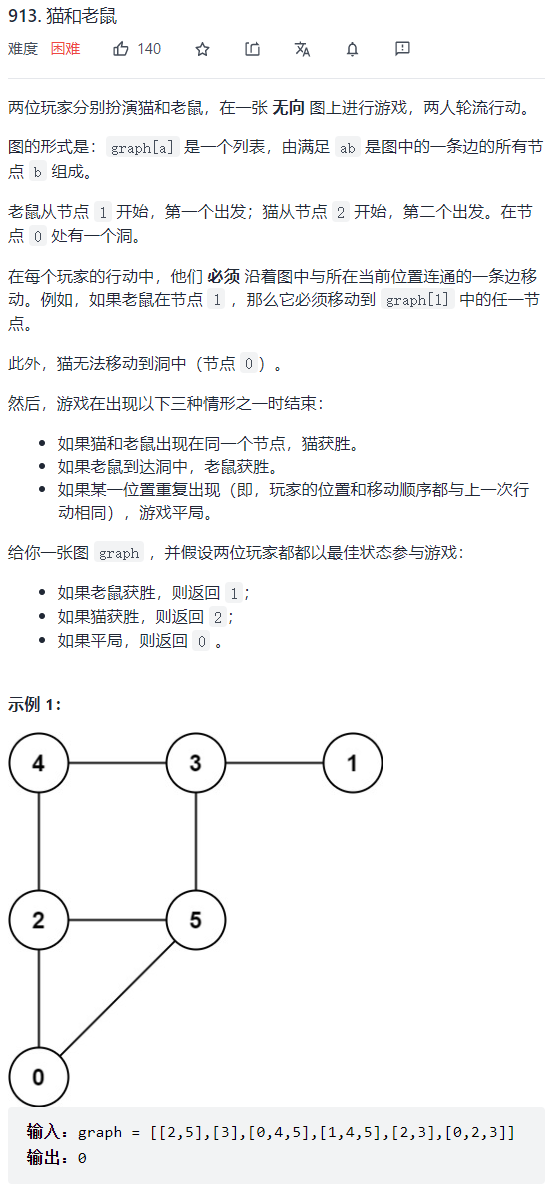 913. 猫和老鼠
难度 困难 140
两位玩家分别扮演猫和老鼠，在一张 无向 图上进行游戏，两人轮流行动。
图的形式是：graph[a] 是一个列表，由满足 ab 是图中的一条边的所有节
点 b 组成。
老鼠从节点 1 开始，第一个出发；猫从节点 2 开始，第二个出发。在节
点 0 处有一个洞。
在每个玩家的行动中，他们 必须 沿着图中与所在当前位置连通的一条边移
动。例如，如果老鼠在节点 1 ，那么它必须移动到 graph[1] 中的任一节
点。
此外，猫无法移动到洞中（节点 0）。
然后，游戏在出现以下三种情形之一时结束：
如果猫和老鼠出现在同一个节点，猫获胜。
如果老鼠到达洞中，老鼠获胜。
如果某一位置重复出现（即，玩家的位置和移动顺序都与上一次行
动相同），游戏平局。
给你一张图 graph ，并假设两位玩家都都以最佳状态参与游戏：
如果老鼠获胜，则返回 1；
如果猫获胜，则返回 2；
如果平局，则返回 0 。
示例 1：
4 3 1
2 5
0
输入：graph = [[2,5],[3],[0,4,5],[1,4,5],[2,3],[0,2,3]]
输出：0